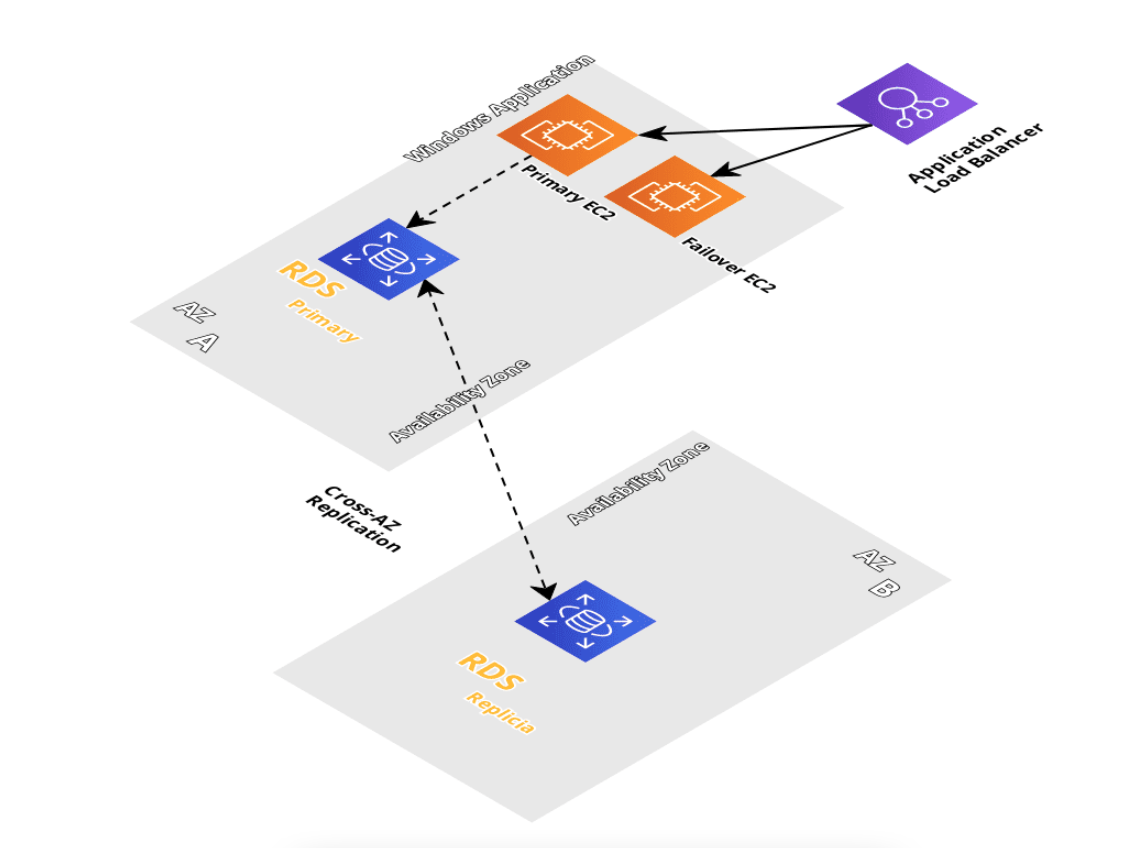 Windows Application
Application
Load Balancer
Primary EC2
Failover EC2
RDS
Primary
AZ
A
Availability Zone
Cross-AZ
Replication
Availability Zone
AZ
B
RDS
Replicia